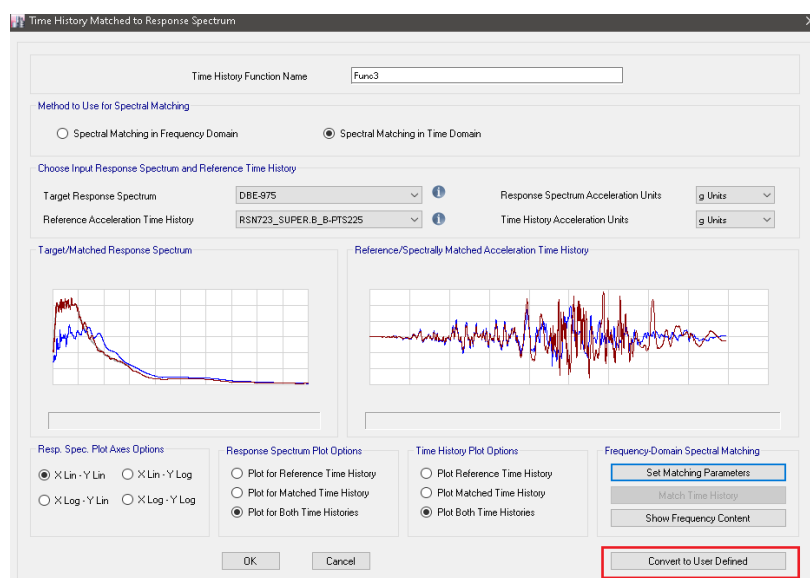 Time History Matched to Response Spectrum
Time History Function Name Func3
Method to Use for Spectral Matching
Spectral Matching in Frequency Domain Spectral Matching in Time Domain
Choose Input Response Spectrum and Reference Time History
Target Response Spectrum DBE-975 Response Spectrum Acceleration Units g Units
Reference Acceleration Time History RSN723_SUPER.B_B-PTS225 Time History Acceleration Units g Units
Target/Matched Response Spectrum Reference/Spectrally Matched Acceleration Time History
Resp. Spec. Plot Axes Options Response Spectrum Plot Options Time History Plot Options Frequency-Domain Spectral Matching
X Lin - Y Lin X Lin - Y Log Plot for Reference Time History Plot Reference Time History Set Matching Parameters
Plot for Matched Time History Plot Matched Time History Match Time History
X Log - Y Lin X Log - Y Log Plot for Both Time Histories Plot Both Time Histories Show Frequency Content
OK Cancel Convert to User Defined